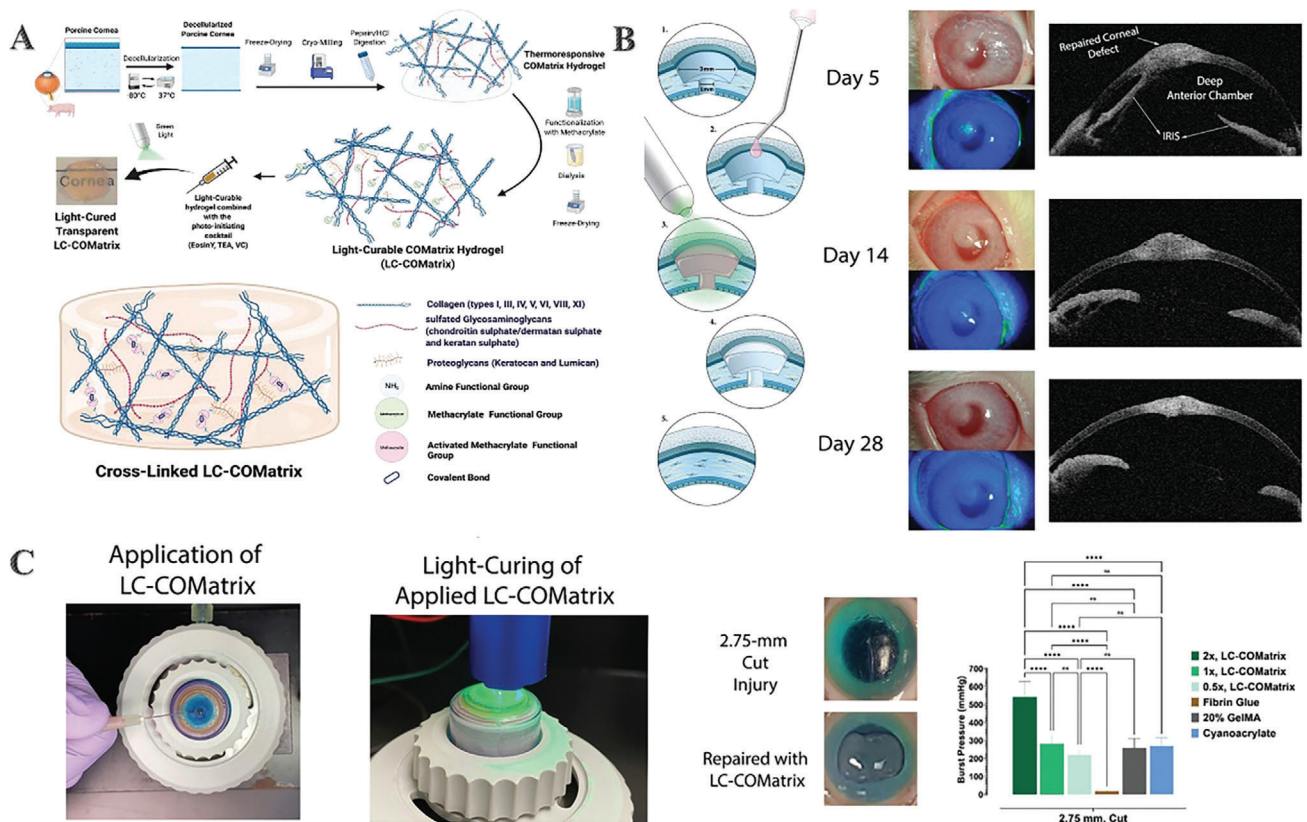 A
Porcine Cornea
Decellularization
-80°C
37°C
Decellularized
Porcine Cornea
Freeze-Drying
Cryo-Milling
Pepsin/HCl
Digestion
Thermoresponsive
COMatrix Hydrogel
Functionalization
with Methacrylate
Dialysis
Freeze-Drying
Green
Light
Cornea
Light-Cured
Transparent
LC-COMatrix
Light-Curable
hydrogel combined
with the
photo-initiating
cocktail
(EosinY, TEA, VC)
Light-Curable COMatrix Hydrogel
(LC-COMatrix)
Cross-Linked LC-COMatrix
Collagen (types I, III, IV, V, VI, VIII, XI)
sulfated Glycosaminoglycans
(chondroitin sulphate/dermatan sulphate
and keratan sulphate)
Proteoglycans (Keratocan and Lumican)
NH₂
Amine Functional Group
Methacrylate
Methacrylate Functional Group
Methacrylate
Activated Methacrylate Functional
Group
Covalent Bond
B
1.
3mm
1mm
2.
3.
4.
5.
Day 5
Repaired Corneal
Defect
Deep
Anterior Chamber
IRIS
Day 14
Day 28
C
Application of
LC-COMatrix
Light-Curing of
Applied LC-COMatrix
2.75-mm
Cut
Injury
Repaired with
LC-COMatrix
****
ns
****
ns
ns
****
****
**** ns
**** ns ****
Burst Pressure (mmHg)
700
600
500
400
300
200
100
0
2.75 mm, Cut
2x, LC-COMatrix
1x, LC-COMatrix
0.5x, LC-COMatrix
Fibrin Glue
20% GelMA
Cyanoacrylate